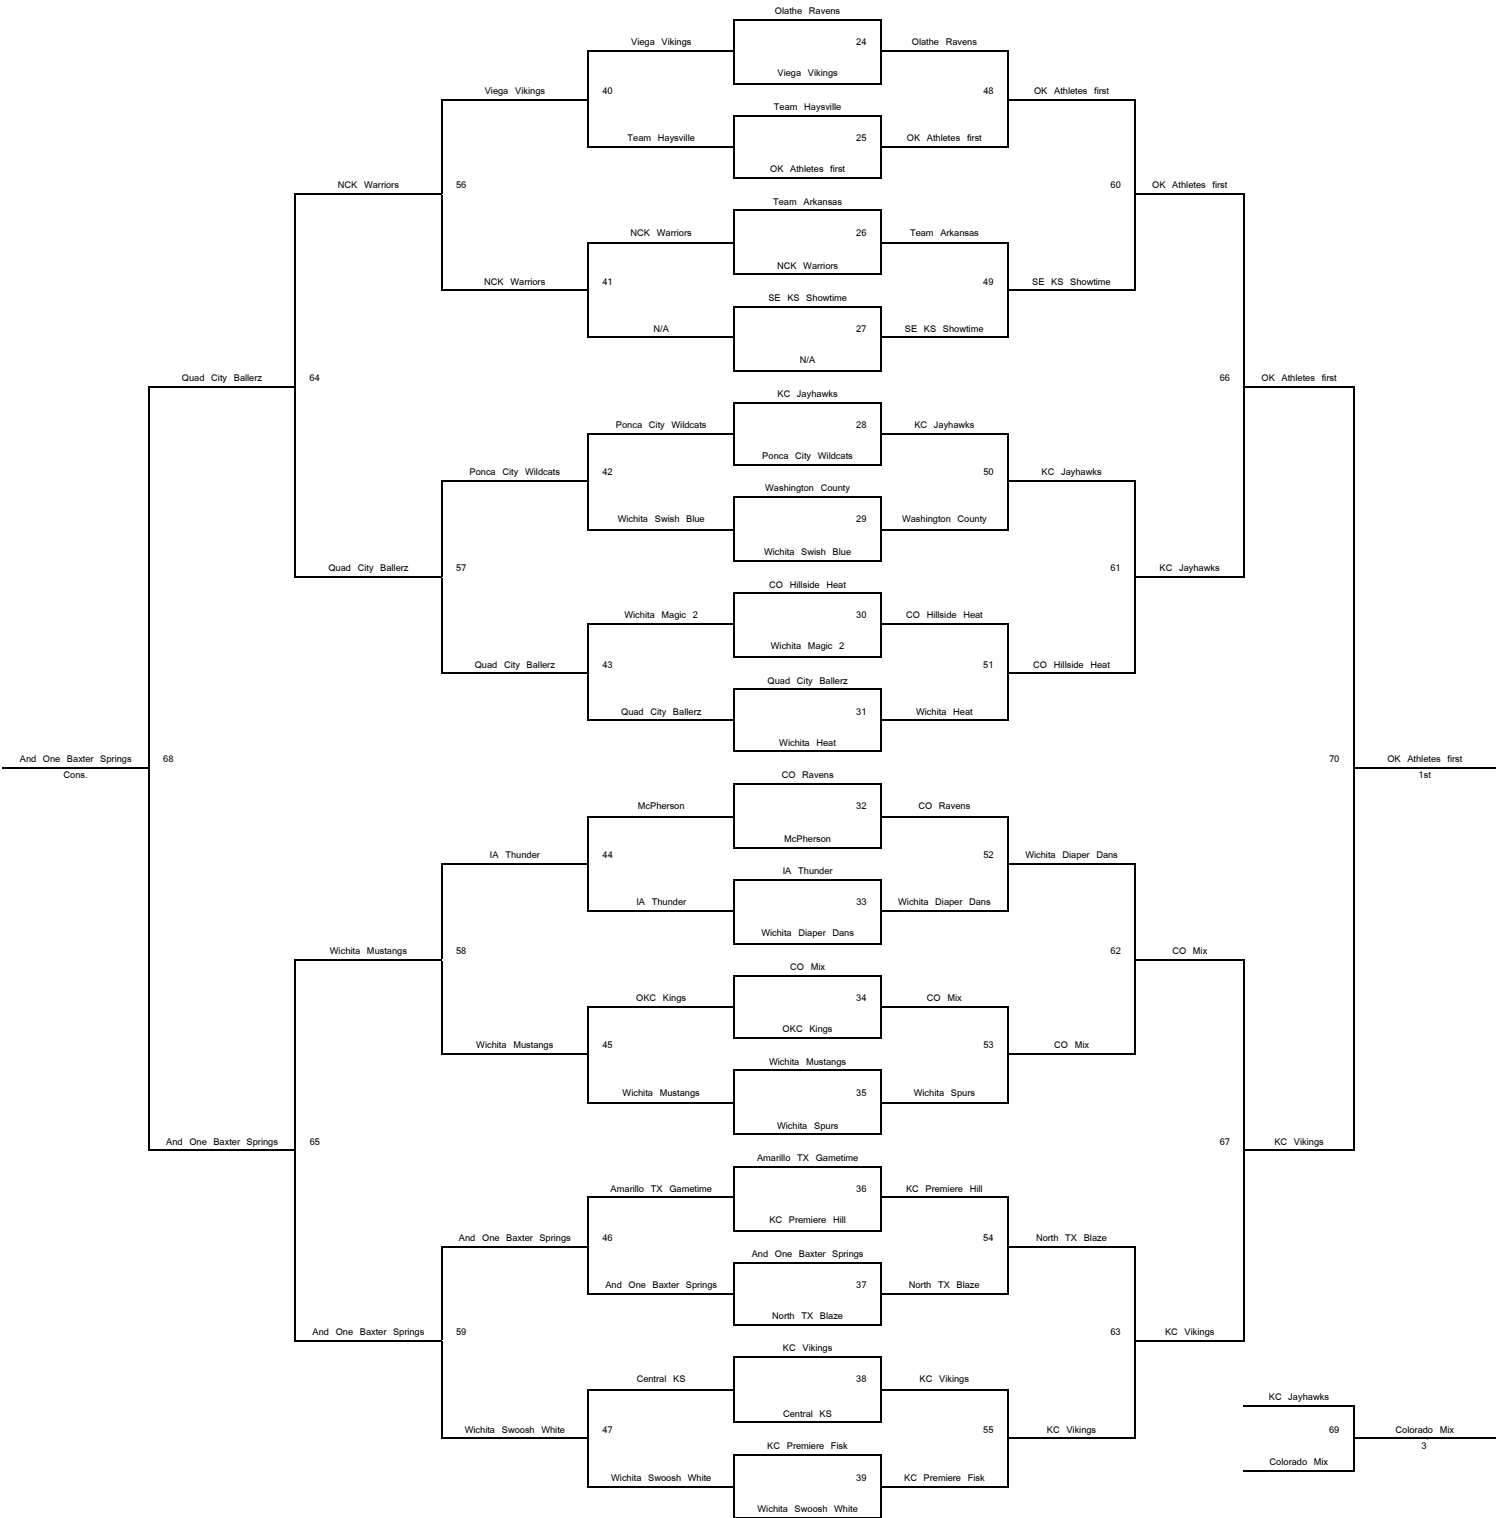 Olathe Ravens
Viega Vikings 24 Olathe Ravens
Viega Vikings
Viega Vikings 40 48 OK Athletes first
Team Haysville
Team Haysville 25 OK Athletes first
OK Athletes first
NCK Warriors 56 60 OK Athletes first
Team Arkansas
NCK Warriors 26 Team Arkansas
NCK Warriors
NCK Warriors 41 49 SE KS Showtime
SE KS Showtime
N/A 27 SE KS Showtime
N/A
Quad City Ballerz 64 66 OK Athletes first
KC Jayhawks
Ponca City Wildcats 28 KC Jayhawks
Ponca City Wildcats
Ponca City Wildcats 42 50 KC Jayhawks
Washington County
Wichita Swish Blue 29 Washington County
Wichita Swish Blue
Quad City Ballerz 57 61 KC Jayhawks
CO Hillside Heat
Wichita Magic 2 30 CO Hillside Heat
Wichita Magic 2
Quad City Ballerz 43 51 CO Hillside Heat
Quad City Ballerz
Quad City Ballerz 31 Wichita Heat
Wichita Heat
And One Baxter Springs 68 70 OK Athletes first
Cons. CO Ravens 1st
McPherson 32 CO Ravens
McPherson
IA Thunder 44 52 Wichita Diaper Dans
IA Thunder
IA Thunder 33 Wichita Diaper Dans
Wichita Diaper Dans
Wichita Mustangs 58 62 CO Mix
CO Mix
OKC Kings 34 CO Mix
OKC Kings
Wichita Mustangs 45 53 CO Mix
Wichita Mustangs
Wichita Mustangs 35 Wichita Spurs
Wichita Spurs
And One Baxter Springs 65 67 KC Vikings
Amarillo TX Gametime
Amarillo TX Gametime 36 KC Premiere Hill
KC Premiere Hill
And One Baxter Springs 46 54 North TX Blaze
And One Baxter Springs
And One Baxter Springs 37 North TX Blaze
North TX Blaze
And One Baxter Springs 59 63 KC Vikings
KC Vikings
Central KS 38 KC Vikings
Central KS
KC Jayhawks
Wichita Swoosh White 47 55 KC Vikings 69 Colorado Mix
KC Premiere Fisk 3
Colorado Mix
Wichita Swoosh White 39 KC Premiere Fisk
Wichita Swoosh White